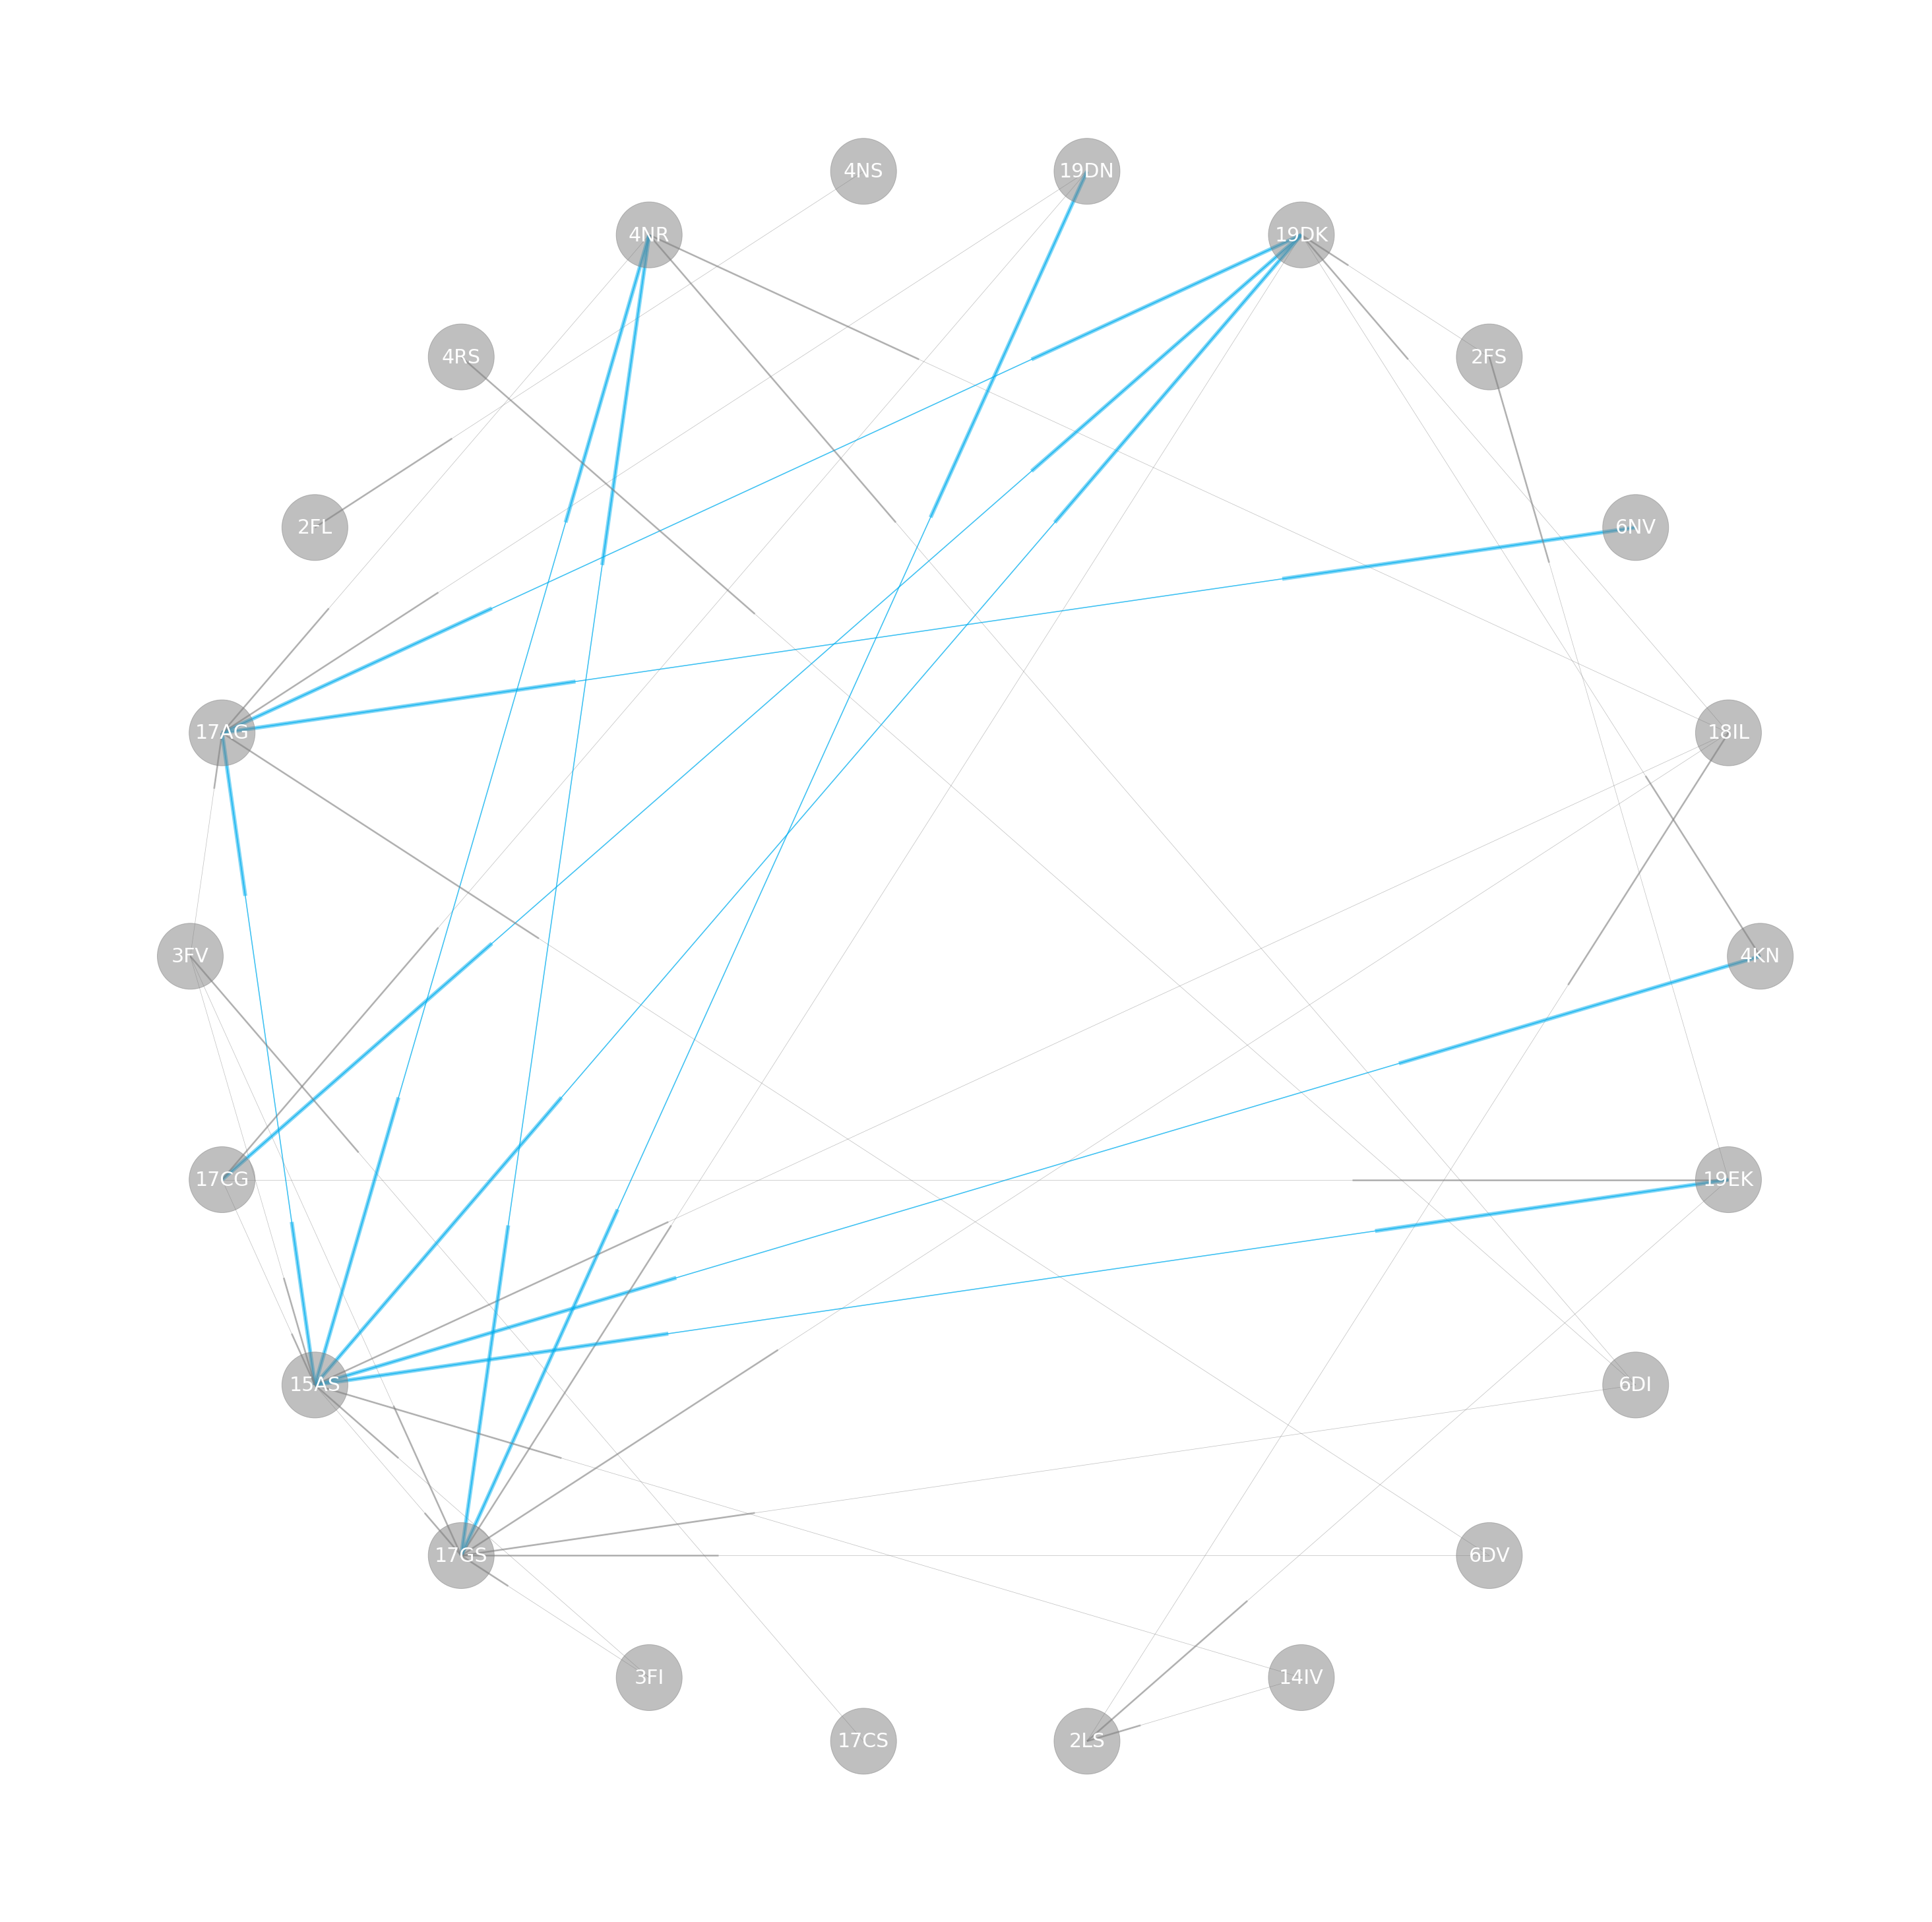 4NS
19DN
4NR
19DK
4RS
2FS
2FL
6NV
17AG
18IL
3FV
4KN
17CG
19EK
15AS
6DI
17GS
6DV
3FI
14IV
17CS
2LS